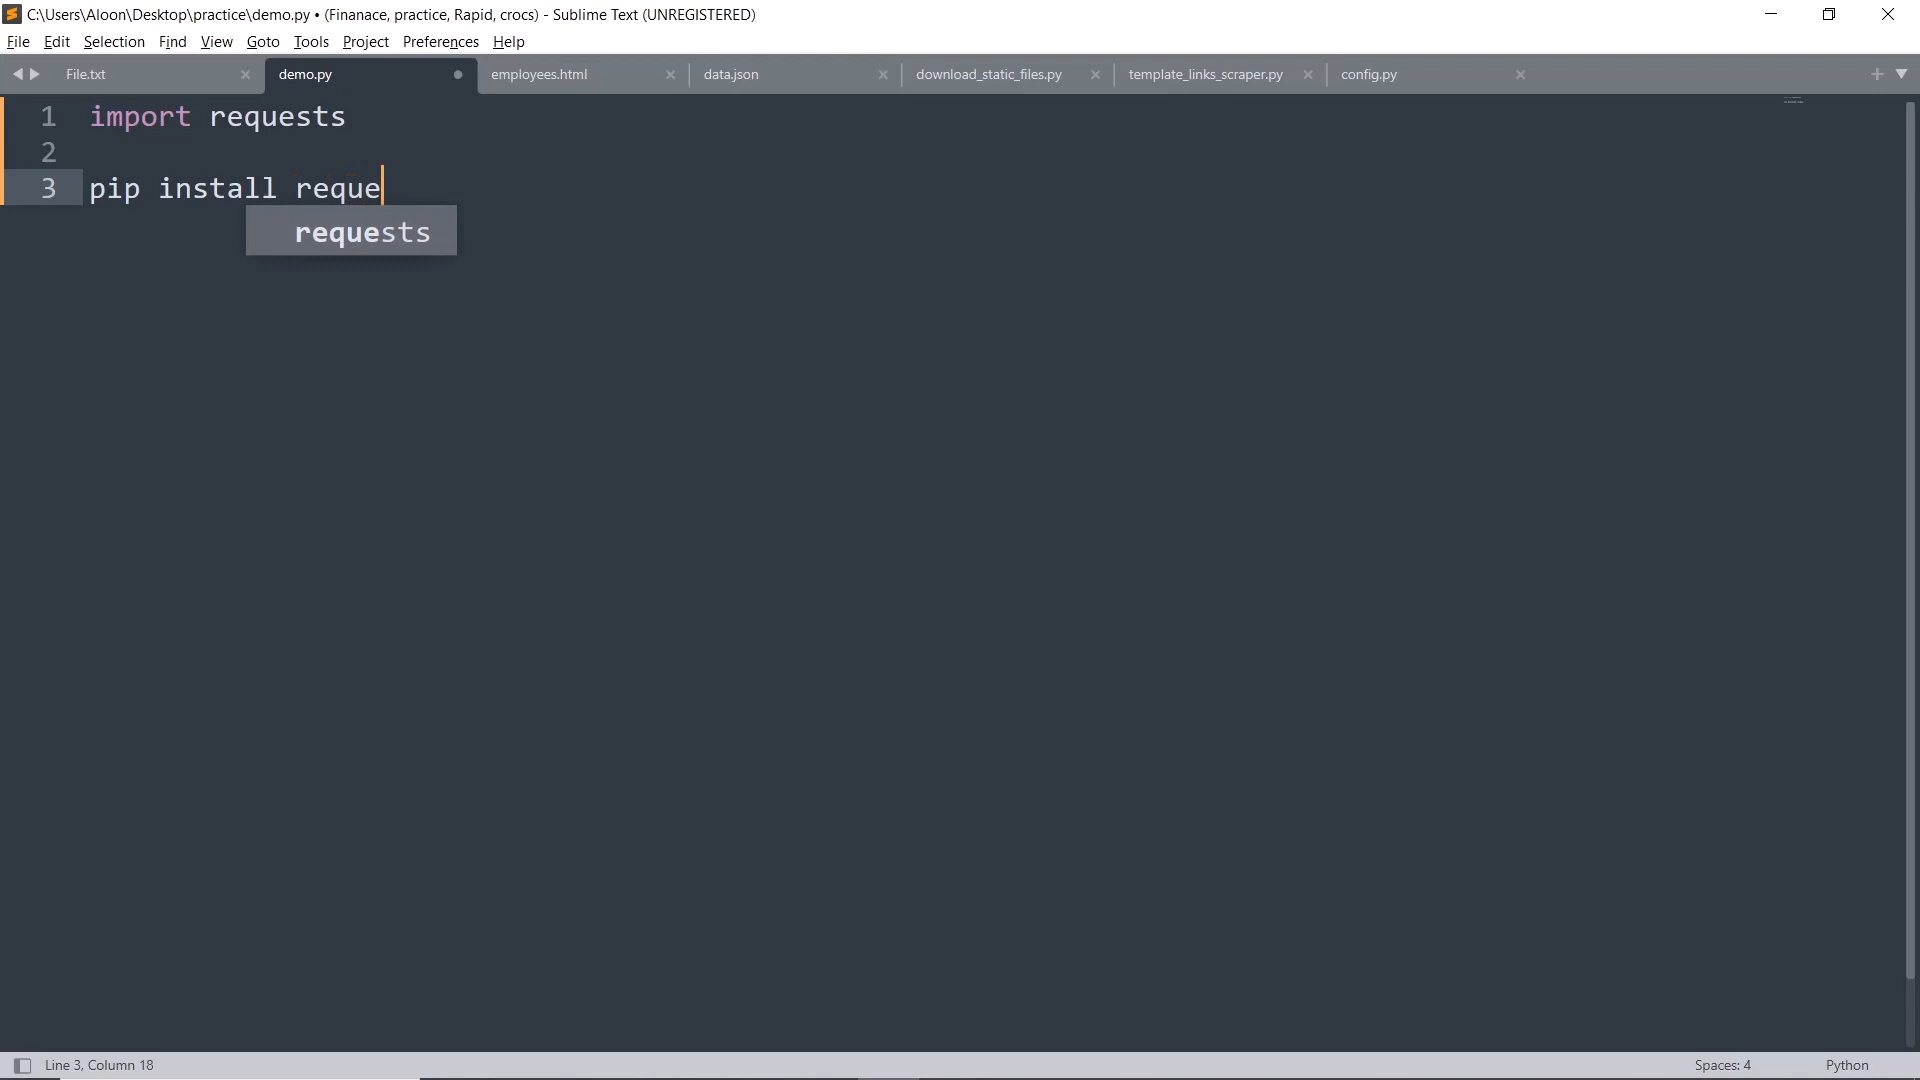 C:\Users\Aloon\Desktop\practice\demo.py • (Finanace, practice, Rapid, crocs) - Sublime Text (UNREGISTERED)
File Edit Selection Find View Goto Tools Project Preferences Help
File.txt demo.py employees.html data.json download_static_files.py template_links_scraper.py config.py
1 import requests
2
3 pip install reque
requests
Line 3, Column 18 Spaces: 4 Python